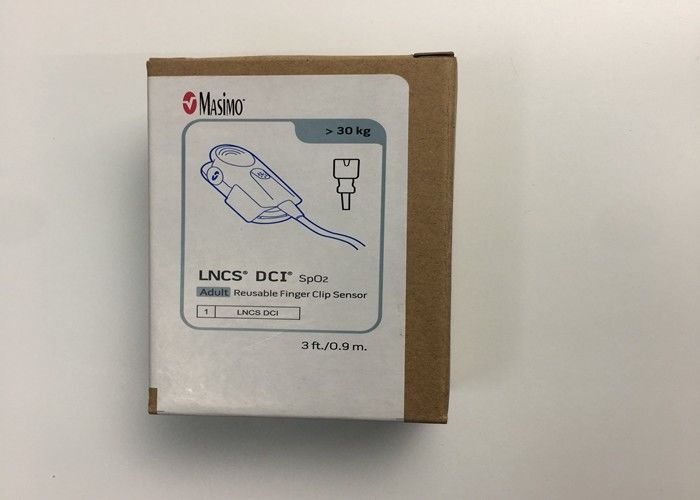 Masimo
> 30 kg
LNCS® DCI® SpO2
Adult Reusable Finger Clip Sensor
1 LNCS DCI
3 ft./0.9 m.